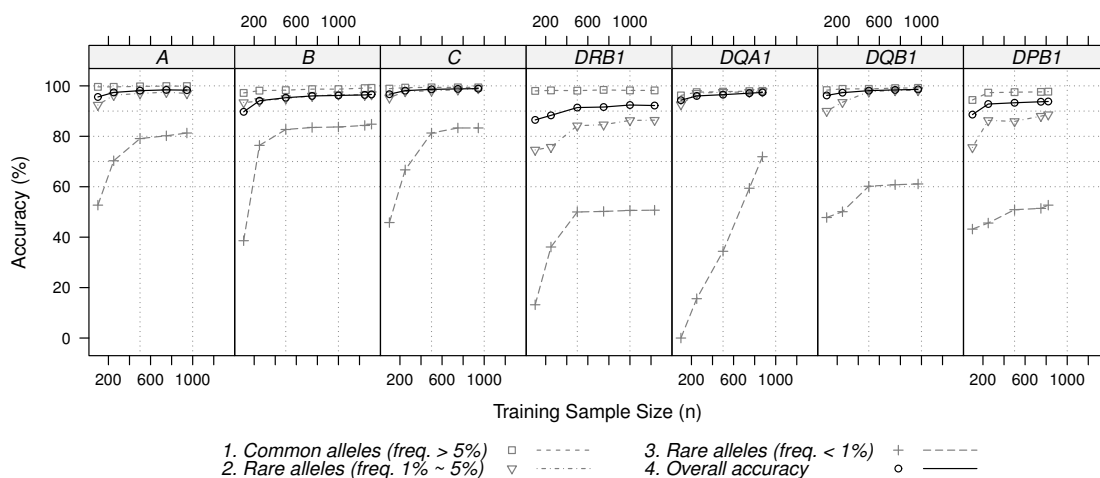 200 600 1000 200 600 1000 200 600 1000
A B C DRB1 DQA1 DQB1 DPB1
100
80
60
40
20
0
Accuracy (%)
200 600 1000 200 600 1000 200 600 1000 200 600 1000
Training Sample Size (n)
1. Common alleles (freq. > 5%)
2. Rare alleles (freq. 1% ~ 5%)
3. Rare alleles (freq. < 1%)
4. Overall accuracy